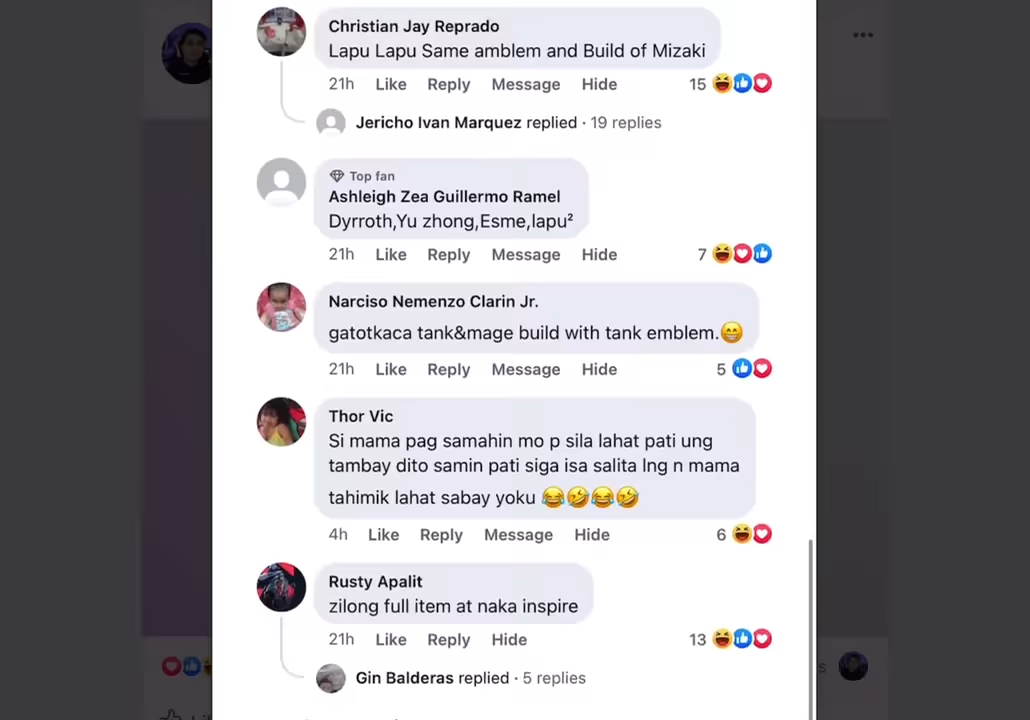 Christian Jay Reprado
Lapu Lapu Same amblem and Build of Mizaki
21h Like Reply Message Hide 15
Jericho Ivan Marquez replied · 19 replies
Top fan
Ashleigh Zea Guillermo Ramel
Dyrroth,Yu zhong,Esme,lapu²
21h Like Reply Message Hide 7
Narciso Nemenzo Clarin Jr.
gatotkaca tank&mage build with tank emblem.😁
21h Like Reply Message Hide 5
Thor Vic
Si mama pag samahin mo p sila lahat pati ung
tambay dito samin pati siga isa salita lng n mama
tahimik lahat sabay yoku 😂🤣😂🤣
4h Like Reply Message Hide 6
Rusty Apalit
zilong full item at naka inspire
21h Like Reply Hide 13
Gin Balderas replied · 5 replies